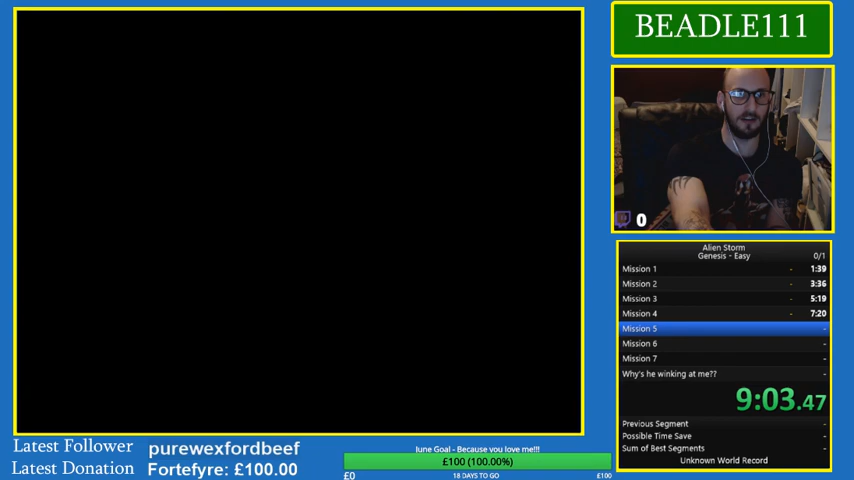 BEADLE111
0
Alien Storm
Genesis - Easy 0/1
Mission 1 - 1:39
Mission 2 - 3:36
Mission 3 - 5:19
Mission 4 - 7:20
Mission 5 -
Mission 6 -
Mission 7 -
Why's he winking at me?? -
9:03.47
Previous Segment -
Possible Time Save -
Sum of Best Segments -
Unknown World Record
Latest Follower purewexfordbeef
Latest Donation Fortefyre: £100.00
June Goal - Because you love me!!!
£100 (100.00%)
£0 18 DAYS TO GO £100